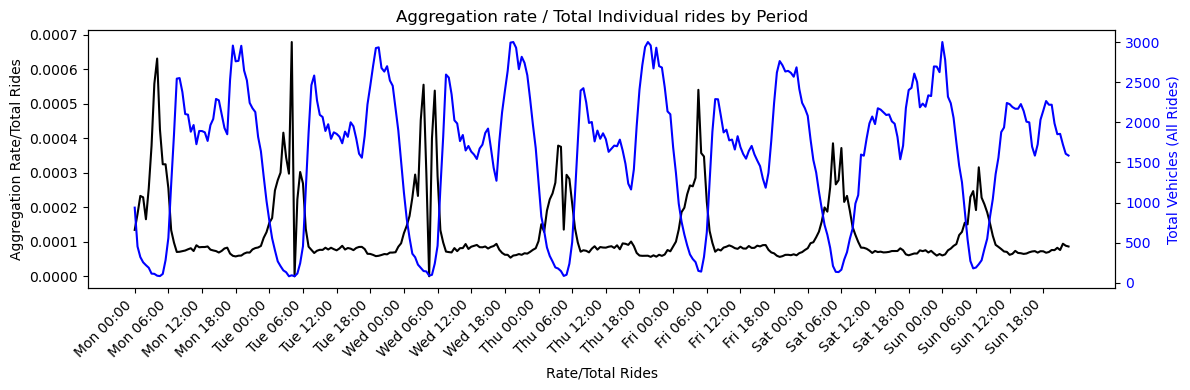 Aggregation rate / Total Individual rides by Period
Aggregation Rate/Total Rides
0.0007
0.0006
0.0005
0.0004
0.0003
0.0002
0.0001
0.0000
3000
2500
2000
1500
1000
500
0
Total Vehicles (All Rides)
Mon 00:00
Mon 06:00
Mon 12:00
Mon 18:00
Tue 00:00
Tue 06:00
Tue 12:00
Tue 18:00
Wed 00:00
Wed 06:00
Wed 12:00
Wed 18:00
Thu 00:00
Thu 06:00
Thu 12:00
Thu 18:00
Fri 00:00
Fri 06:00
Fri 12:00
Fri 18:00
Sat 00:00
Sat 06:00
Sat 12:00
Sat 18:00
Sun 00:00
Sun 06:00
Sun 12:00
Sun 18:00
Rate/Total Rides